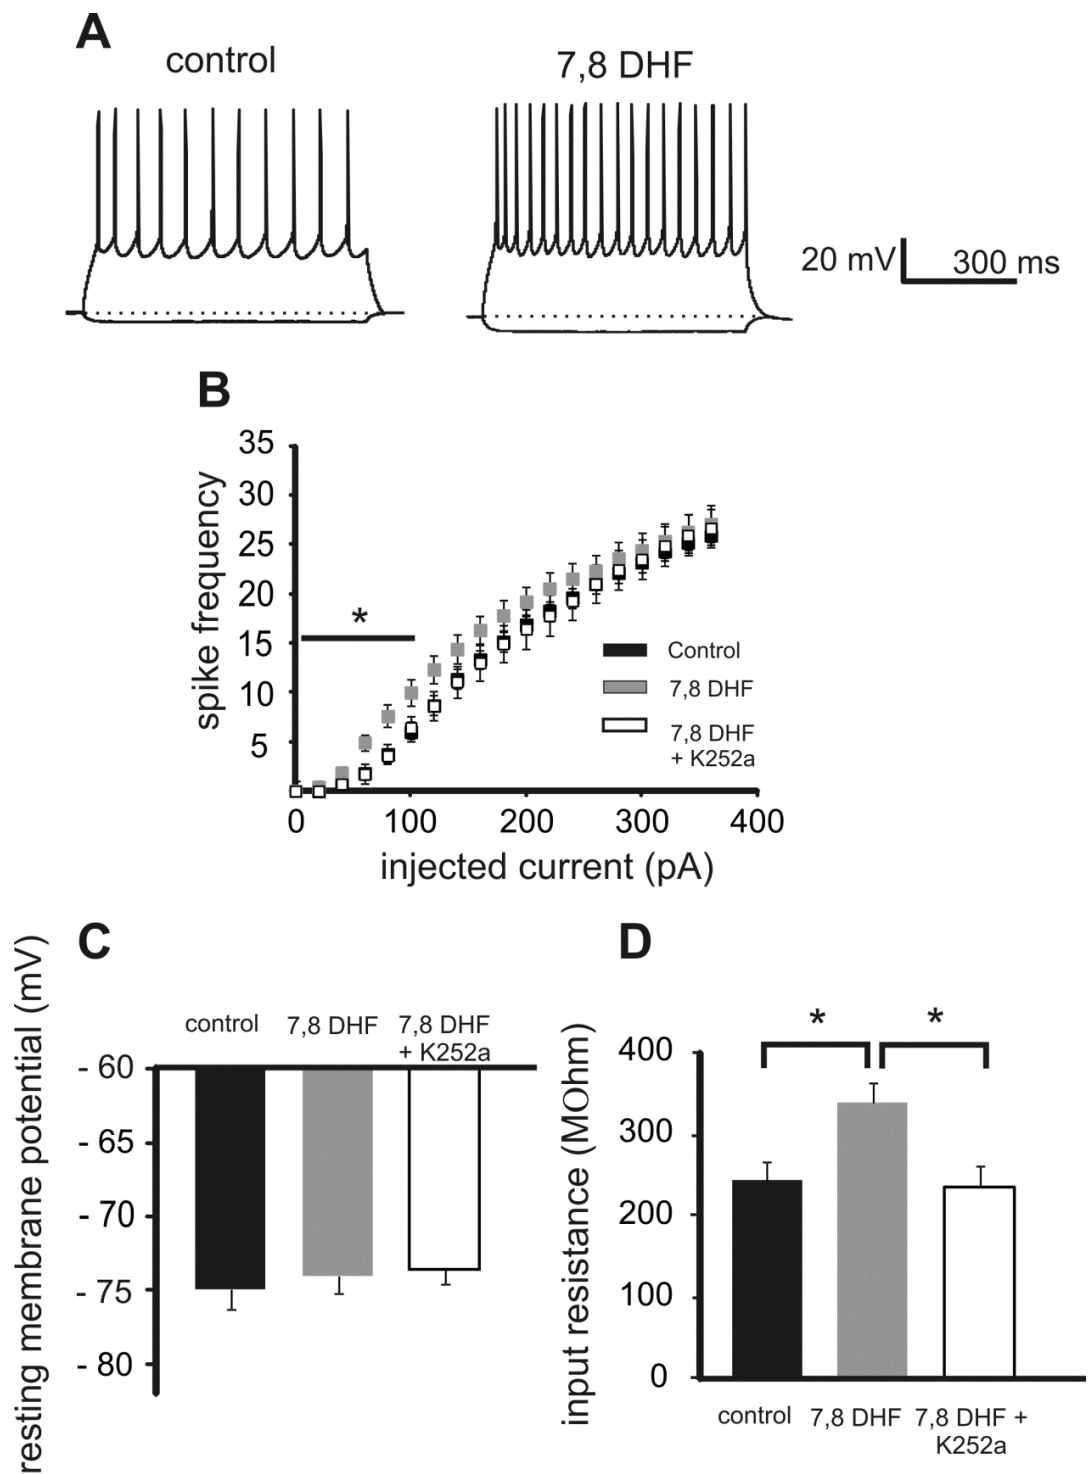 A
control
7,8 DHF
20 mV
300 ms
B
spike frequency
35
30
25
20
15
10
5
*
Control
7,8 DHF
7,8 DHF
+ K252a
0 100 200 300 400
injected current (pA)
C
resting membrane potential (mV)
control
7,8 DHF
7,8 DHF
+ K252a
- 60
- 65
- 70
- 75
- 80
D
input resistance (MOhm)
* *
400
300
200
100
0
control
7,8 DHF
7,8 DHF +
K252a